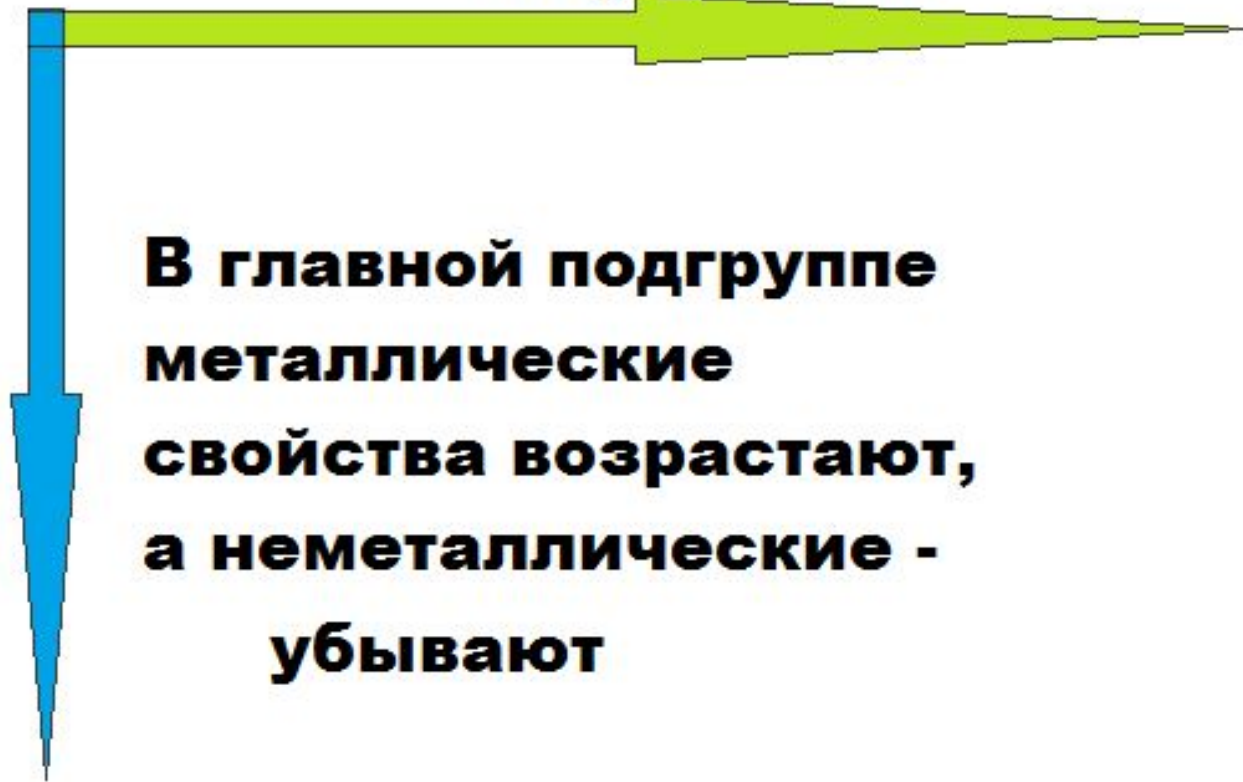 В главной подгруппе
металлические
свойства возрастают,
а неметаллические -
убывают